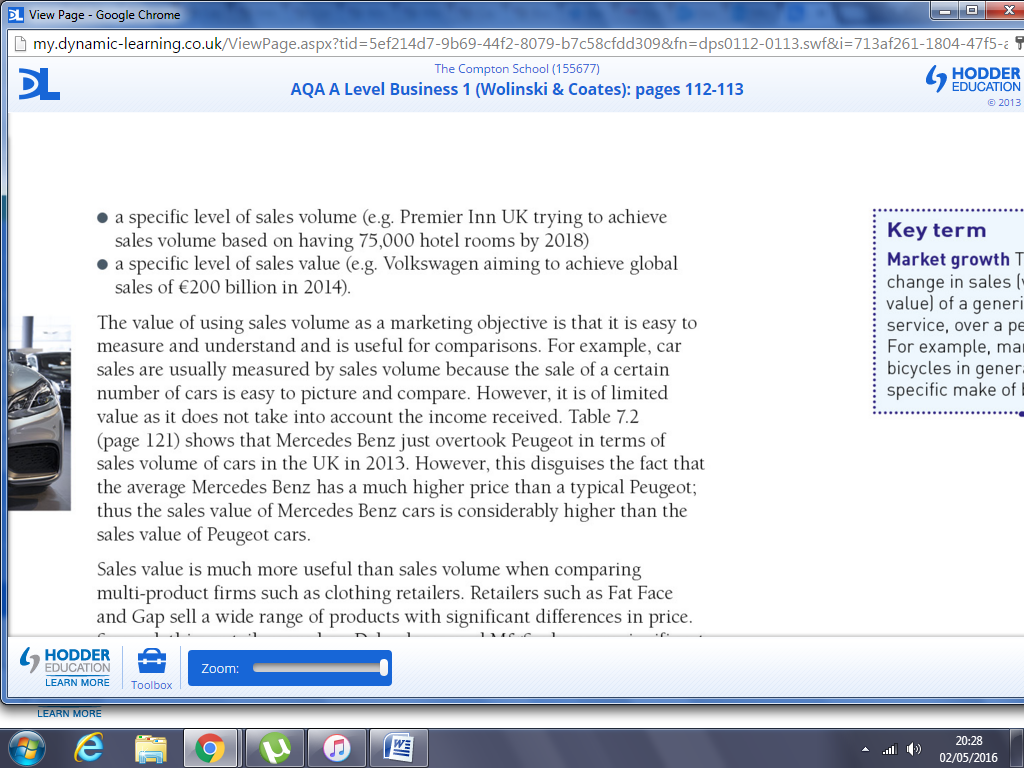 View Page - Google Chrome
my.dynamic-learning.co.uk/ViewPage.aspx?tid=5ef214d7-9b69-44f2-8079-b7c58cfdd309&fn=dps0112-0113.swf&i=713af261-1804-47f5-a
DL
The Compton School (155677)
AQA A Level Business 1 (Wolinski & Coates): pages 112-113
HODDER
EDUCATION
© 2013
● a specific level of sales volume (e.g. Premier Inn UK trying to achieve
sales volume based on having 75,000 hotel rooms by 2018)
● a specific level of sales value (e.g. Volkswagen aiming to achieve global
sales of €200 billion in 2014).
The value of using sales volume as a marketing objective is that it is easy to
measure and understand and is useful for comparisons. For example, car
sales are usually measured by sales volume because the sale of a certain
number of cars is easy to picture and compare. However, it is of limited
value as it does not take into account the income received. Table 7.2
(page 121) shows that Mercedes Benz just overtook Peugeot in terms of
sales volume of cars in the UK in 2013. However, this disguises the fact that
the average Mercedes Benz has a much higher price than a typical Peugeot;
thus the sales value of Mercedes Benz cars is considerably higher than the
sales value of Peugeot cars.
Sales value is much more useful than sales volume when comparing
multi-product firms such as clothing retailers. Retailers such as Fat Face
and Gap sell a wide range of products with significant differences in price.
Key term
Market growth T
change in sales (v
value) of a generi
service, over a pe
For example, mar
bicycles in genera
specific make of b
HODDER
EDUCATION
LEARN MORE
Toolbox
Zoom:
LEARN MORE
20:28
02/05/2016